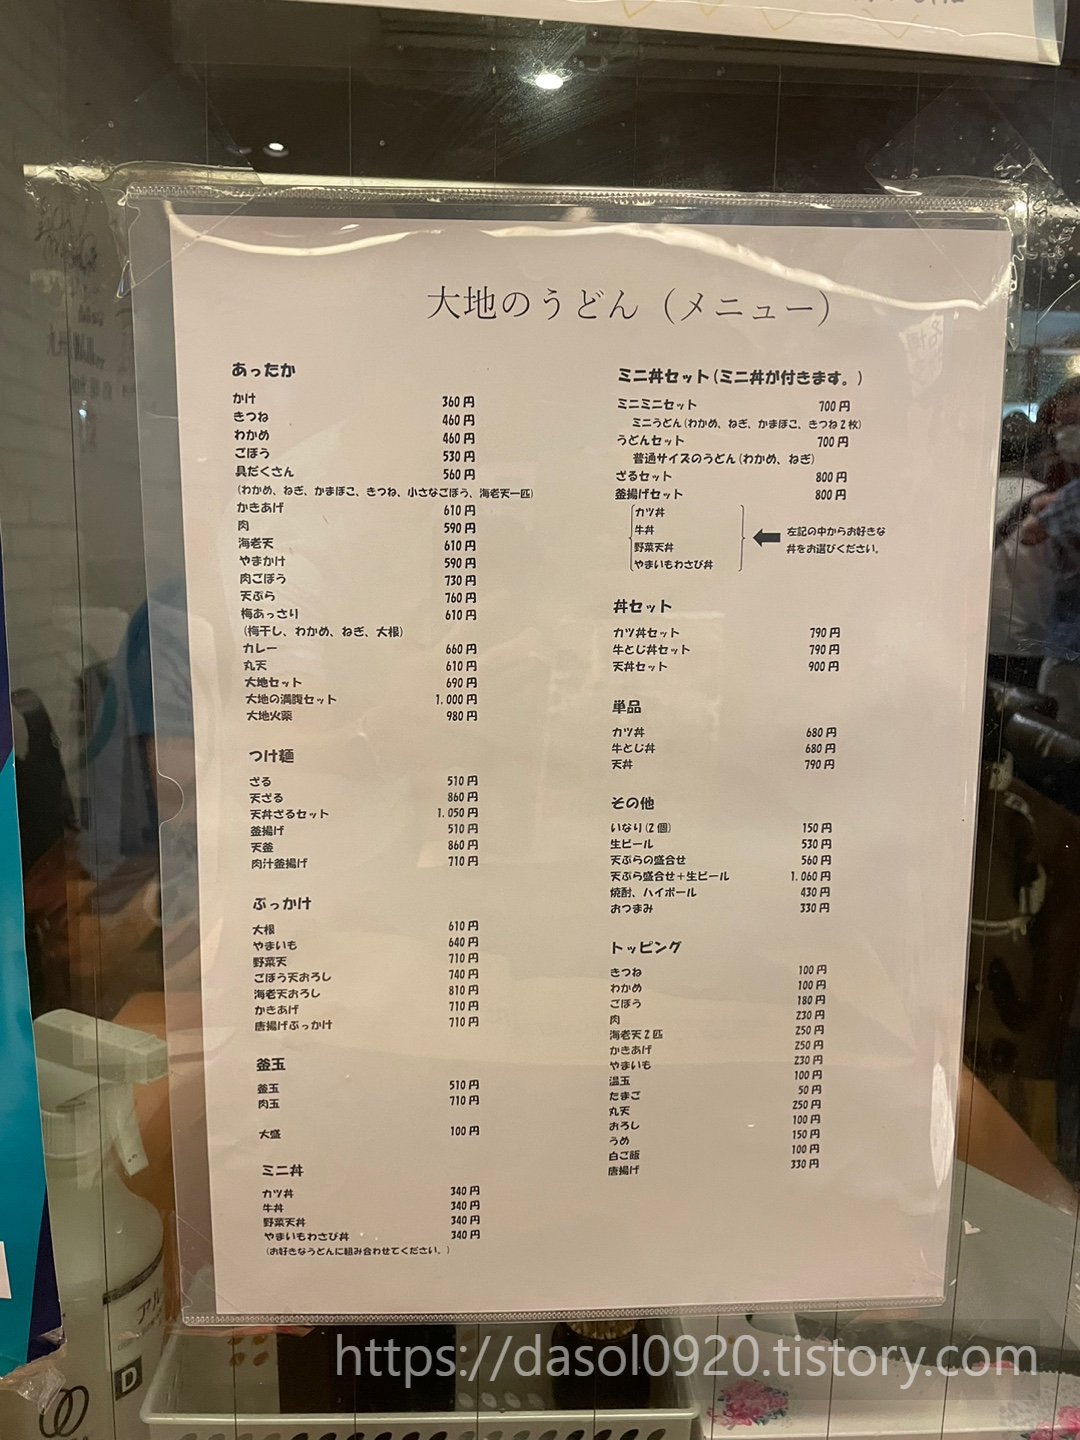 大地のうどん（メニュー）
あったか
かけ 360円
きつね 460円
わかめ 460円
ごぼう 530円
具だくさん 560円
(わかめ、ねぎ、かまぼこ、きつね、小さなごぼう、海老天一匹)
かきあげ 610円
肉 590円
海老天 610円
やまかけ 590円
肉ごぼう 730円
天ぷら 760円
梅あっさり 610円
(梅干し、わかめ、ねぎ、大根)
カレー 660円
丸天 610円
大地セット 690円
大地の満腹セット 1.000円
大地火薬 980円
つけ麺
ざる 510円
天ざる 860円
天丼ざるセット 1.050円
釜揚げ 510円
天釜 860円
肉汁釜揚げ 710円
ぶっかけ
大根 610円
やまいも 640円
野菜天 710円
ごぼう天おろし 740円
海老天おろし 810円
かきあげ 710円
唐揚げぶっかけ 710円
釜玉
釜玉 510円
肉玉 710円
大盛 100円
ミニ丼
カツ丼 340円
牛丼 340円
野菜天丼 340円
やまいもわさび丼 340円
(お好きなうどんに組み合わせてください。)
ミニ丼セット(ミニ丼が付きます。)
ミニミニセット 700円
ミニうどん(わかめ、ねぎ、かまぼこ、きつね2枚)
うどんセット 700円
普通サイズのうどん(わかめ、ねぎ)
ざるセット 800円
釜揚げセット 800円
カツ丼
牛丼
野菜天丼
やまいもわさび丼
左記の中からお好きな
丼をお選びください。
丼セット
カツ丼セット 790円
牛とじ丼セット 790円
天丼セット 900円
単品
カツ丼 680円
牛とじ丼 680円
天丼 790円
その他
いなり(2個) 150円
生ビール 530円
天ぷらの盛合せ 560円
天ぷら盛合せ+生ビール 1.060円
焼酎、ハイボール 430円
おつまみ 330円
トッピング
きつね 100円
わかめ 100円
ごぼう 180円
肉 230円
海老天2匹 250円
かきあげ 250円
やまいも 230円
温玉 100円
たまご 50円
丸天 250円
おろし 100円
うめ 150円
白ご飯 100円
唐揚げ 330円
アル
D
https://dasol0920.tistory.com